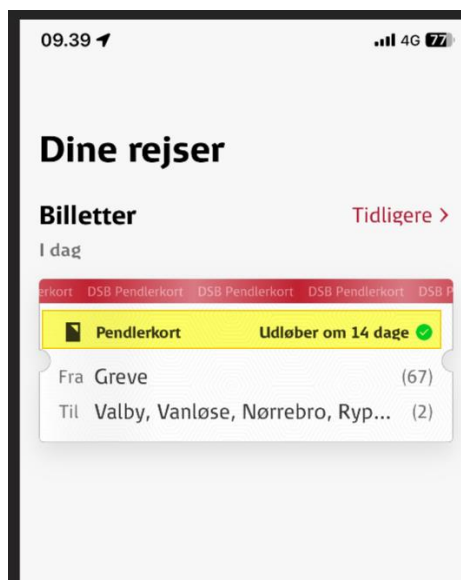 09.39
4G 77
Dine rejser
Billetter Tidligere >
I dag
erkort DSB Pendlerkort DSB Pendlerkort DSB Pendlerkort DSB P
Pendlerkort Udløber om 14 dage
Fra Greve (67)
Til Valby, Vanløse, Nørrebro, Ryp... (2)